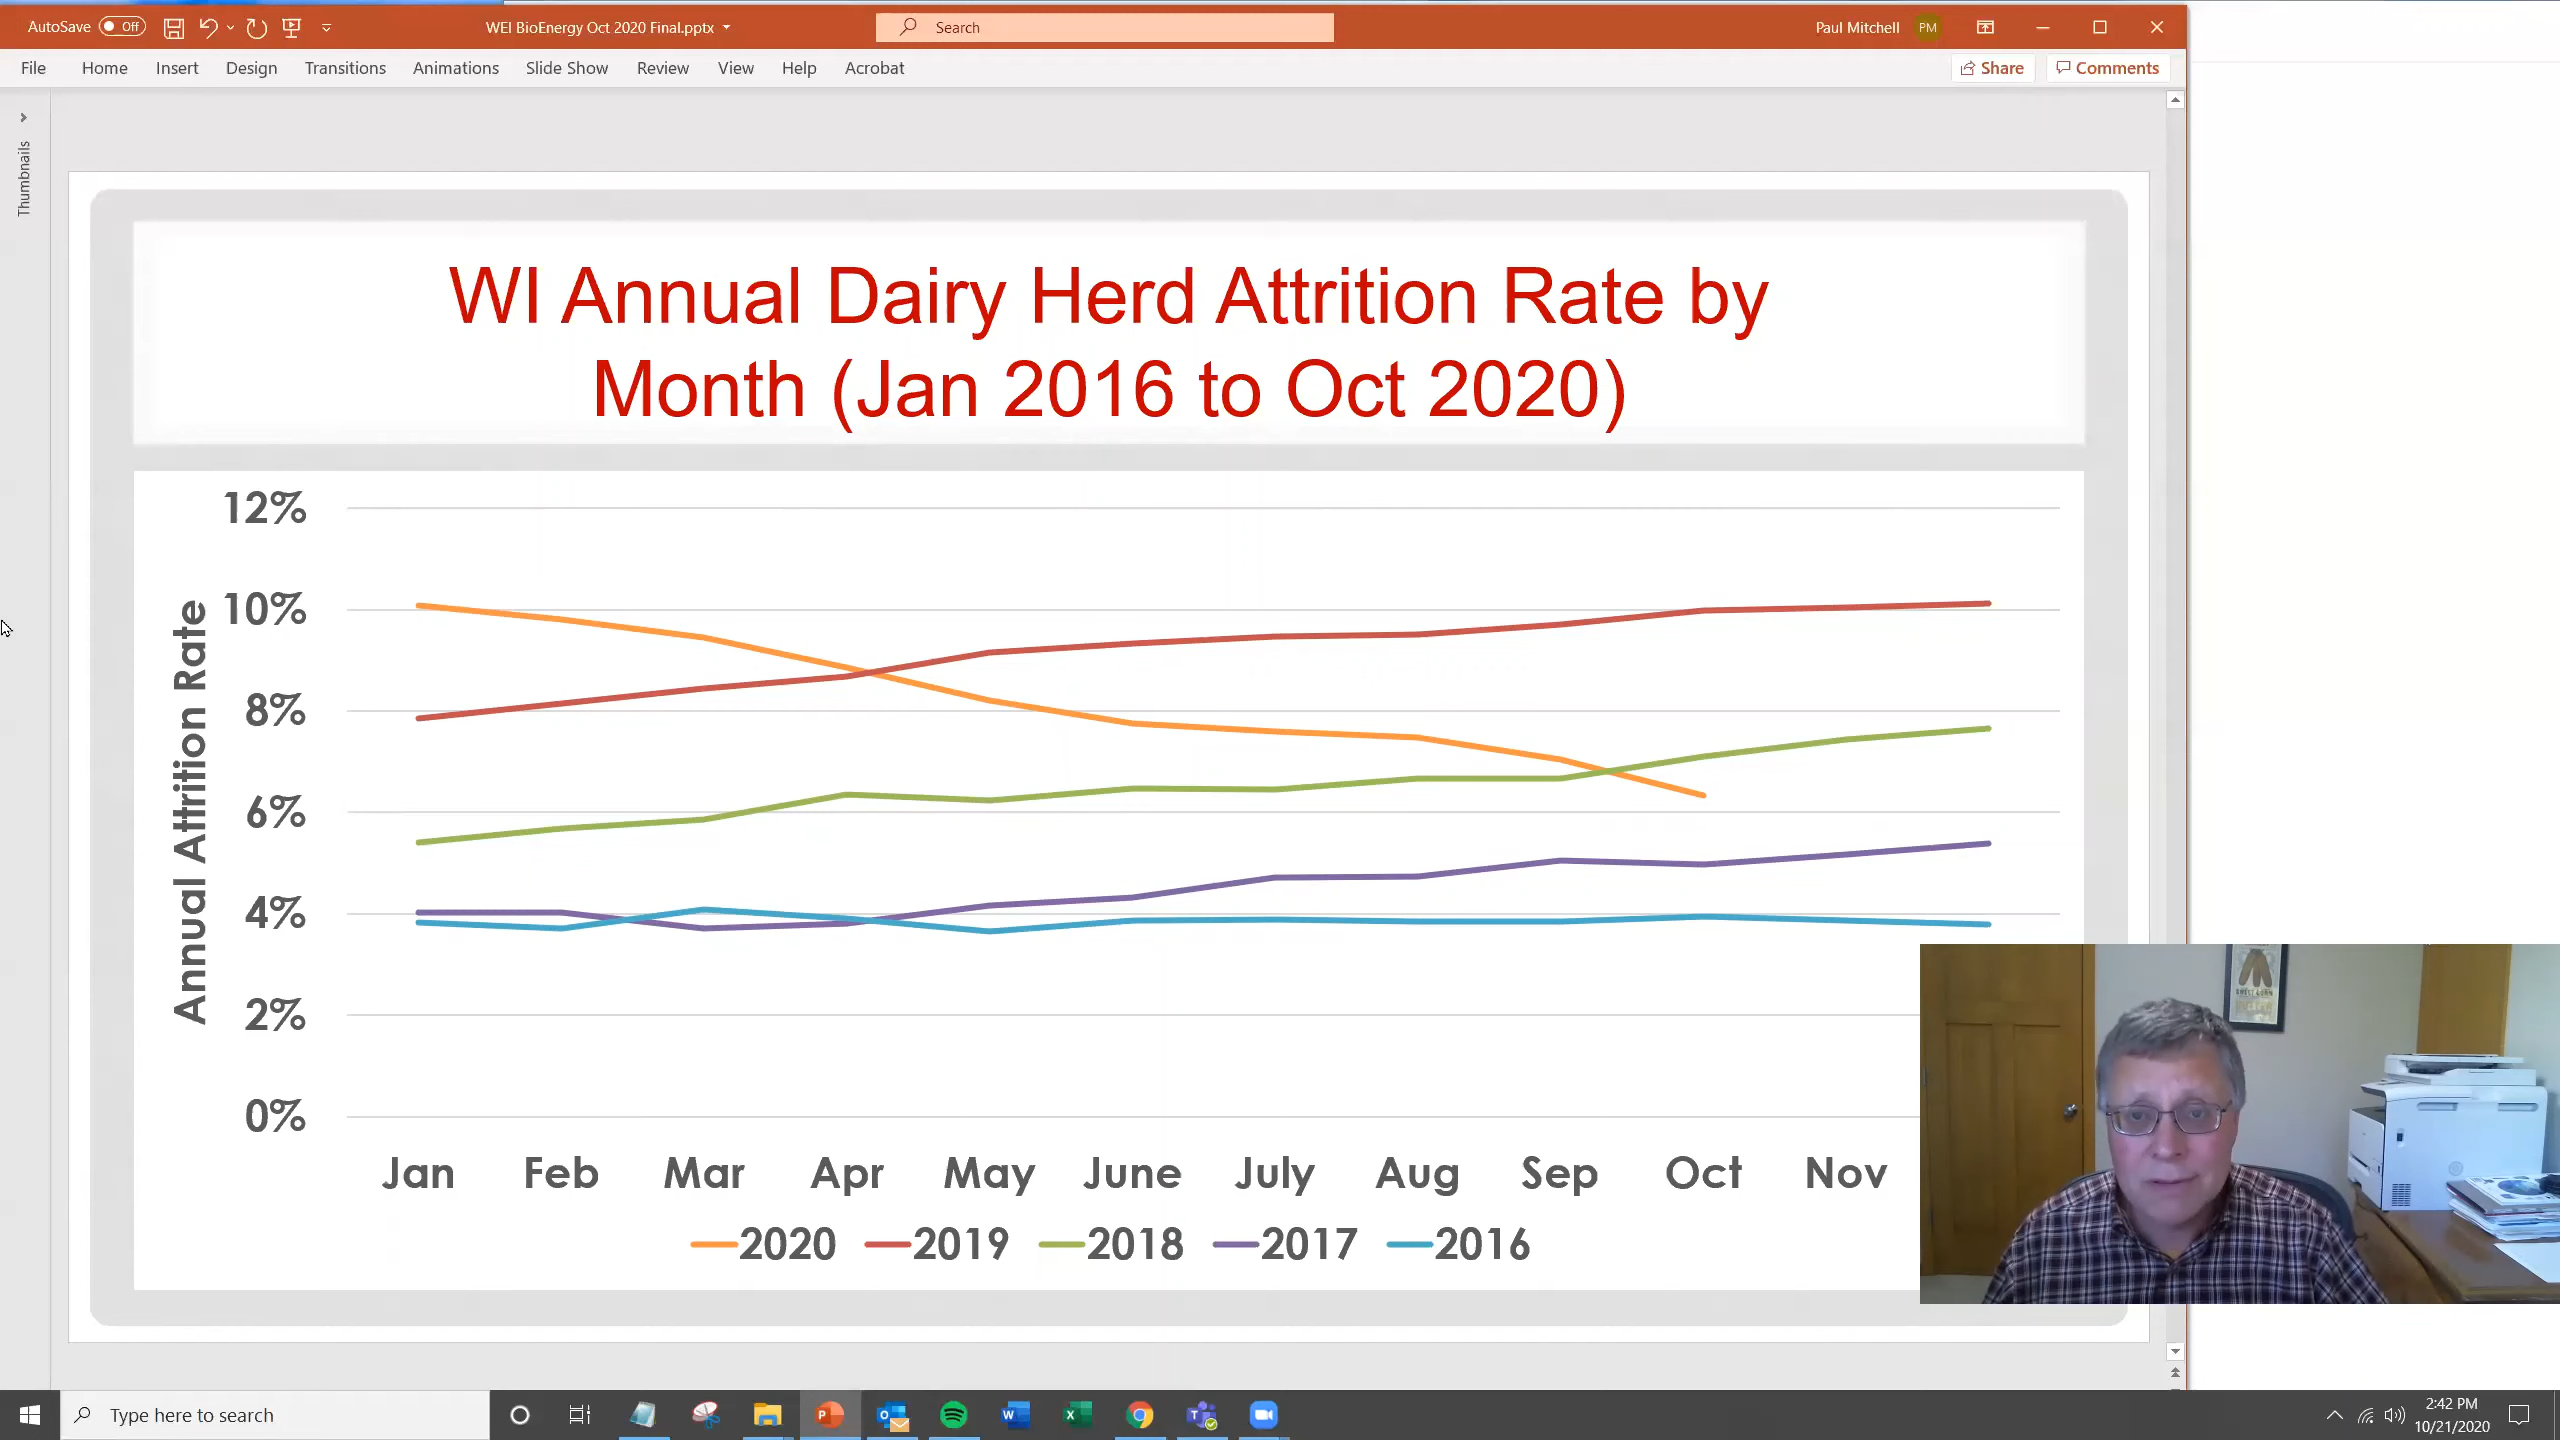 AutoSave Off
WEI BioEnergy Oct 2020 Final.pptx
Search
Paul Mitchell PM
File Home Insert Design Transitions Animations Slide Show Review View Help Acrobat
Share Comments
Thumbnails
WI Annual Dairy Herd Attrition Rate by
Month (Jan 2016 to Oct 2020)
Annual Attrition Rate
12%
10%
8%
6%
4%
2%
0%
Jan Feb Mar Apr May June July Aug Sep Oct Nov
2020 2019 2018 2017 2016
Type here to search
2:42 PM
10/21/2020